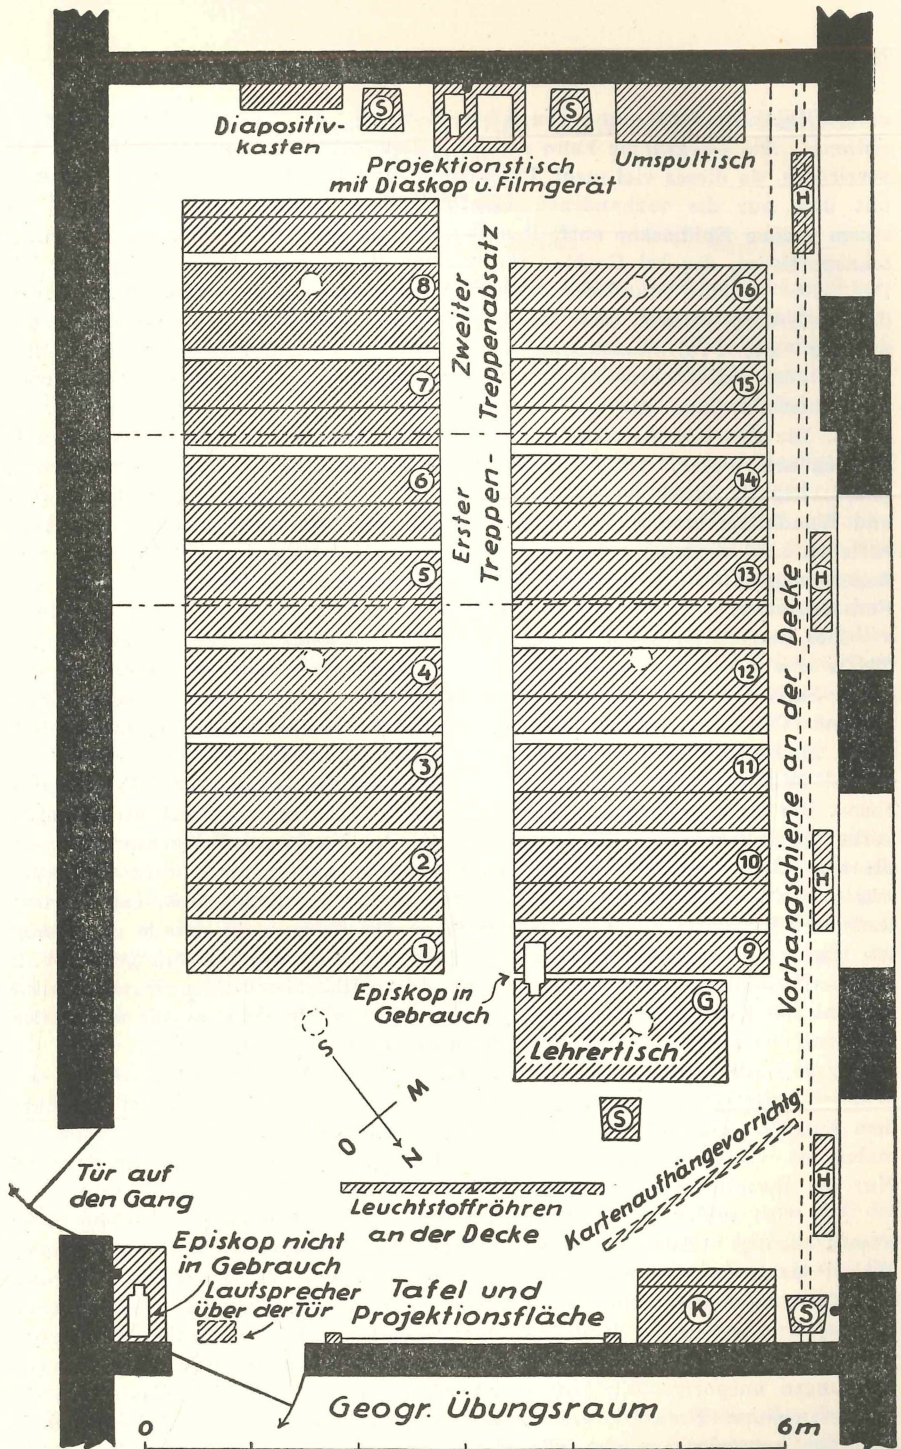 S
S
Diapositiv-
kasten
Projektionstisch
mit Diaskop u. Filmgerät
Umspultisch
H
Zweiter
Treppenabsatz
8
16
7
15
Erster
Treppen-
6
14
5
13
H
4
12
Vorhangschiene an der Decke
3
11
2
10
H
1
9
Episkop in
Gebrauch
G
Lehrertisch
S
W
O
N
S
Kartenaufhängevorrichtg.
H
Tür auf
den Gang
Leuchtstoffröhren
an der Decke
Episkop nicht
in Gebrauch
Lautsprecher
über der Tür
Tafel und
Projektionsfläche
K
S
Geogr. Übungsraum
0
6m